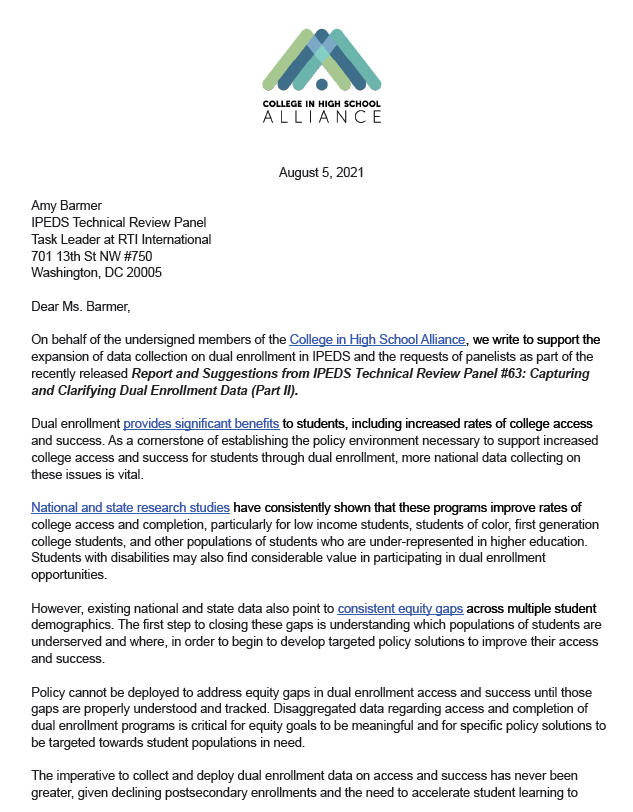 COLLEGE IN HIGH SCHOOL
ALLIANCE
August 5, 2021
Amy Barmer
IPEDS Technical Review Panel
Task Leader at RTI International
701 13th St NW #750
Washington, DC 20005
Dear Ms. Barmer,
On behalf of the undersigned members of the College in High School Alliance, we write to support the
expansion of data collection on dual enrollment in IPEDS and the requests of panelists as part of the
recently released Report and Suggestions from IPEDS Technical Review Panel #63: Capturing
and Clarifying Dual Enrollment Data (Part II).
Dual enrollment provides significant benefits to students, including increased rates of college access
and success. As a cornerstone of establishing the policy environment necessary to support increased
college access and success for students through dual enrollment, more national data collecting on
these issues is vital.
National and state research studies have consistently shown that these programs improve rates of
college access and completion, particularly for low income students, students of color, first generation
college students, and other populations of students who are under-represented in higher education.
Students with disabilities may also find considerable value in participating in dual enrollment
opportunities.
However, existing national and state data also point to consistent equity gaps across multiple student
demographics. The first step to closing these gaps is understanding which populations of students are
underserved and where, in order to begin to develop targeted policy solutions to improve their access
and success.
Policy cannot be deployed to address equity gaps in dual enrollment access and success until those
gaps are properly understood and tracked. Disaggregated data regarding access and completion of
dual enrollment programs is critical for equity goals to be meaningful and for specific policy solutions to
be targeted towards student populations in need.
The imperative to collect and deploy dual enrollment data on access and success has never been
greater, given declining postsecondary enrollments and the need to accelerate student learning to